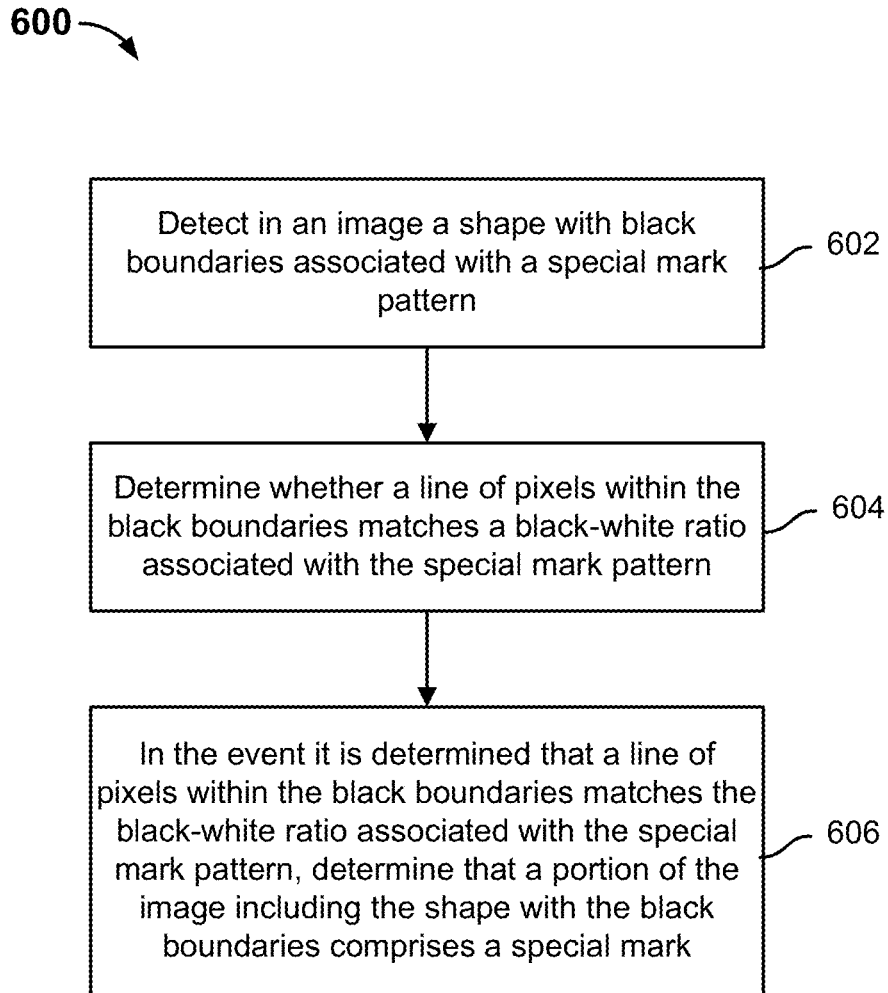 600
Detect in an image a shape with black
boundaries associated with a special mark
pattern
602
Determine whether a line of pixels within the
black boundaries matches a black-white ratio
associated with the special mark pattern
604
In the event it is determined that a line of
pixels within the black boundaries matches the
black-white ratio associated with the special
mark pattern, determine that a portion of the
image including the shape with the black
boundaries comprises a special mark
606